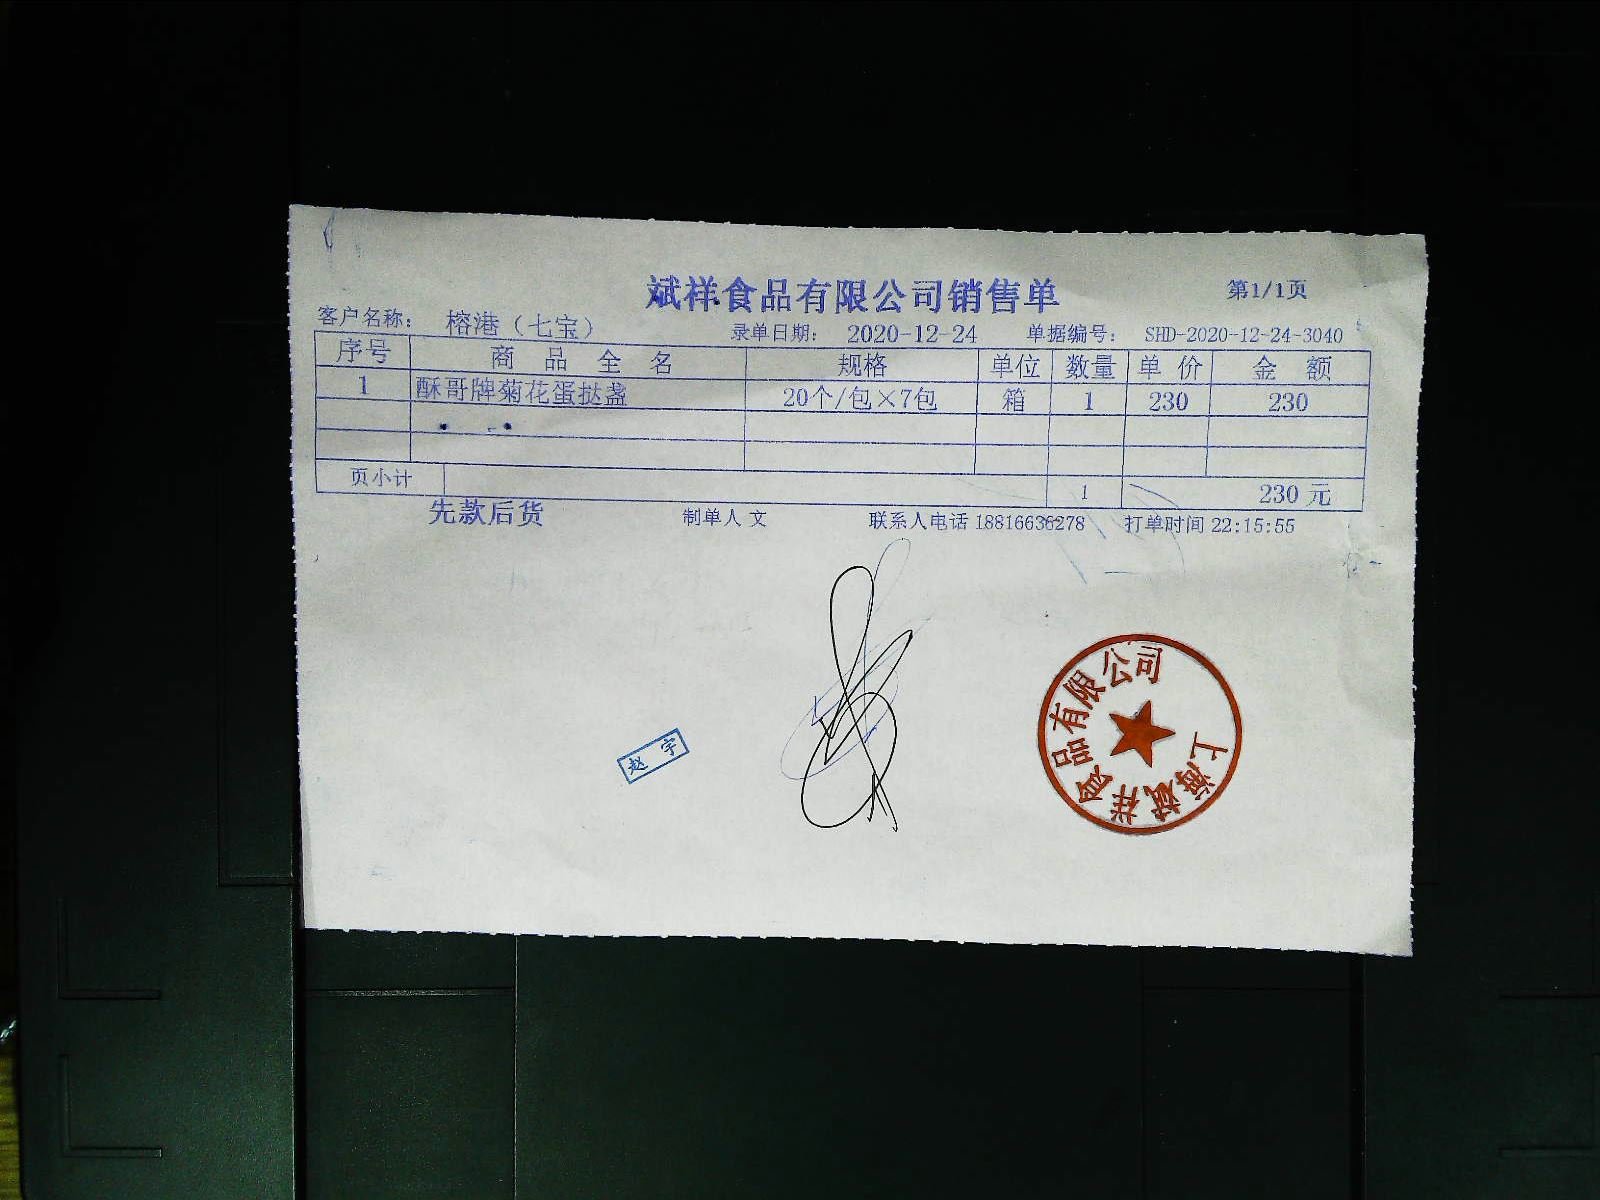 斌祥食品有限公司销售单
第1/1页
客户名称： 榕港（七宝） 录单日期： 2020-12-24 单据编号： SHD-2020-12-24-3040
序号 商品全名 规格 单位 数量 单价 金额
1 酥哥牌菊花蛋挞盏 20个/包×7包 箱 1 230 230
页小计 1 230 元
先款后货 制单人 文 联系人电话 18816636278 打单时间 22:15:55
赵宇
上海斌祥食品有限公司